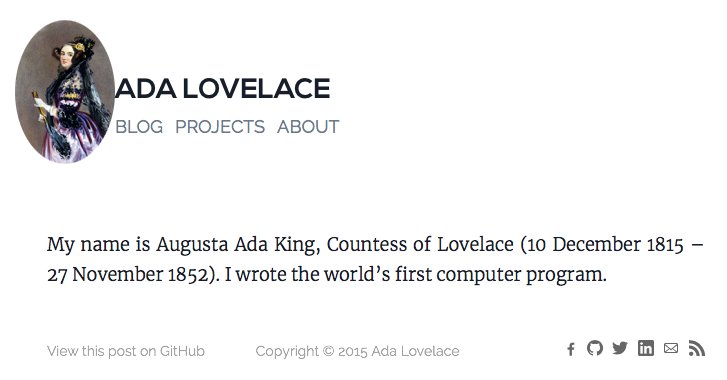 ADA LOVELACE
BLOG PROJECTS ABOUT
My name is Augusta Ada King, Countess of Lovelace (10 December 1815 –
27 November 1852). I wrote the world’s first computer program.
View this post on GitHub Copyright © 2015 Ada Lovelace